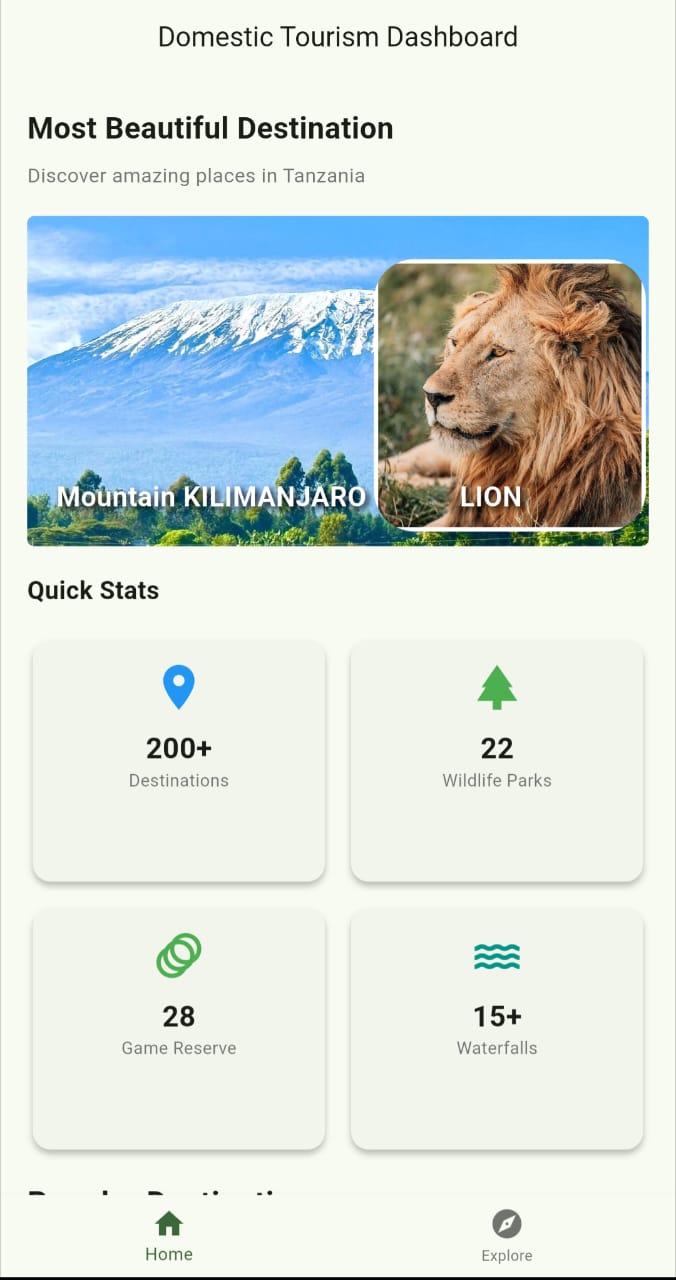 Domestic Tourism Dashboard
Most Beautiful Destination
Discover amazing places in Tanzania
Mountain KILIMANJARO
LION
Quick Stats
200+
Destinations
22
Wildlife Parks
28
Game Reserve
15+
Waterfalls
Home
Explore